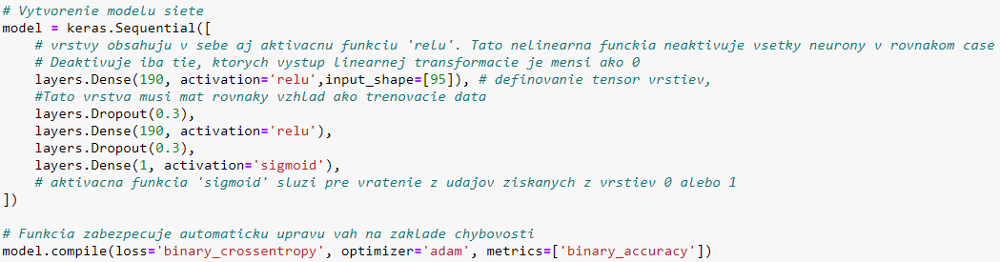 # Vytvorenie modelu siete
model = keras.Sequential([
    # vrstvy obsahuju v sebe aj aktivacnu funkciu 'relu'. Tato nelinearna funckia neaktivuje vsetky neurony v rovnakom case
    # Deaktivuje iba tie, ktorych vystup linearnej transformacie je mensi ako 0
    layers.Dense(190, activation='relu',input_shape=[95]), # definovanie tensor vrstiev,
    #Tato vrstva musi mat rovnaky vzhlad ako trenovacie data
    layers.Dropout(0.3),
    layers.Dense(190, activation='relu'),
    layers.Dropout(0.3),
    layers.Dense(1, activation='sigmoid'),
    # aktivacna funkcia 'sigmoid' sluzi pre vratenie z udajov ziskanych z vrstiev 0 alebo 1
])

# Funkcia zabezpecuje automaticku upravu vah na zaklade chybovosti
model.compile(loss='binary_crossentropy', optimizer='adam', metrics=['binary_accuracy'])